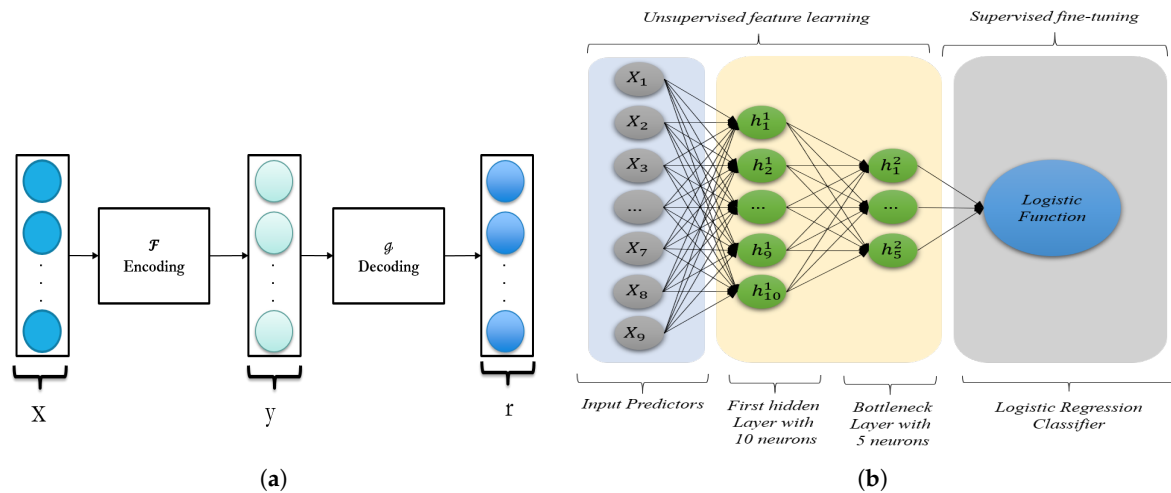 𝓕
Encoding
𝓰
Decoding
X
y
r
(a)
Unsupervised feature learning
Supervised fine-tuning
X₁
X₂
X₃
...
X₇
X₈
X₉
h₁¹
h₂¹
...
h₉¹
h₁₀¹
h₁²
...
h₅²
Logistic
Function
Input Predictors
First hidden
Layer with
10 neurons
Bottleneck
Layer with
5 neurons
Logistic Regression
Classifier
(b)